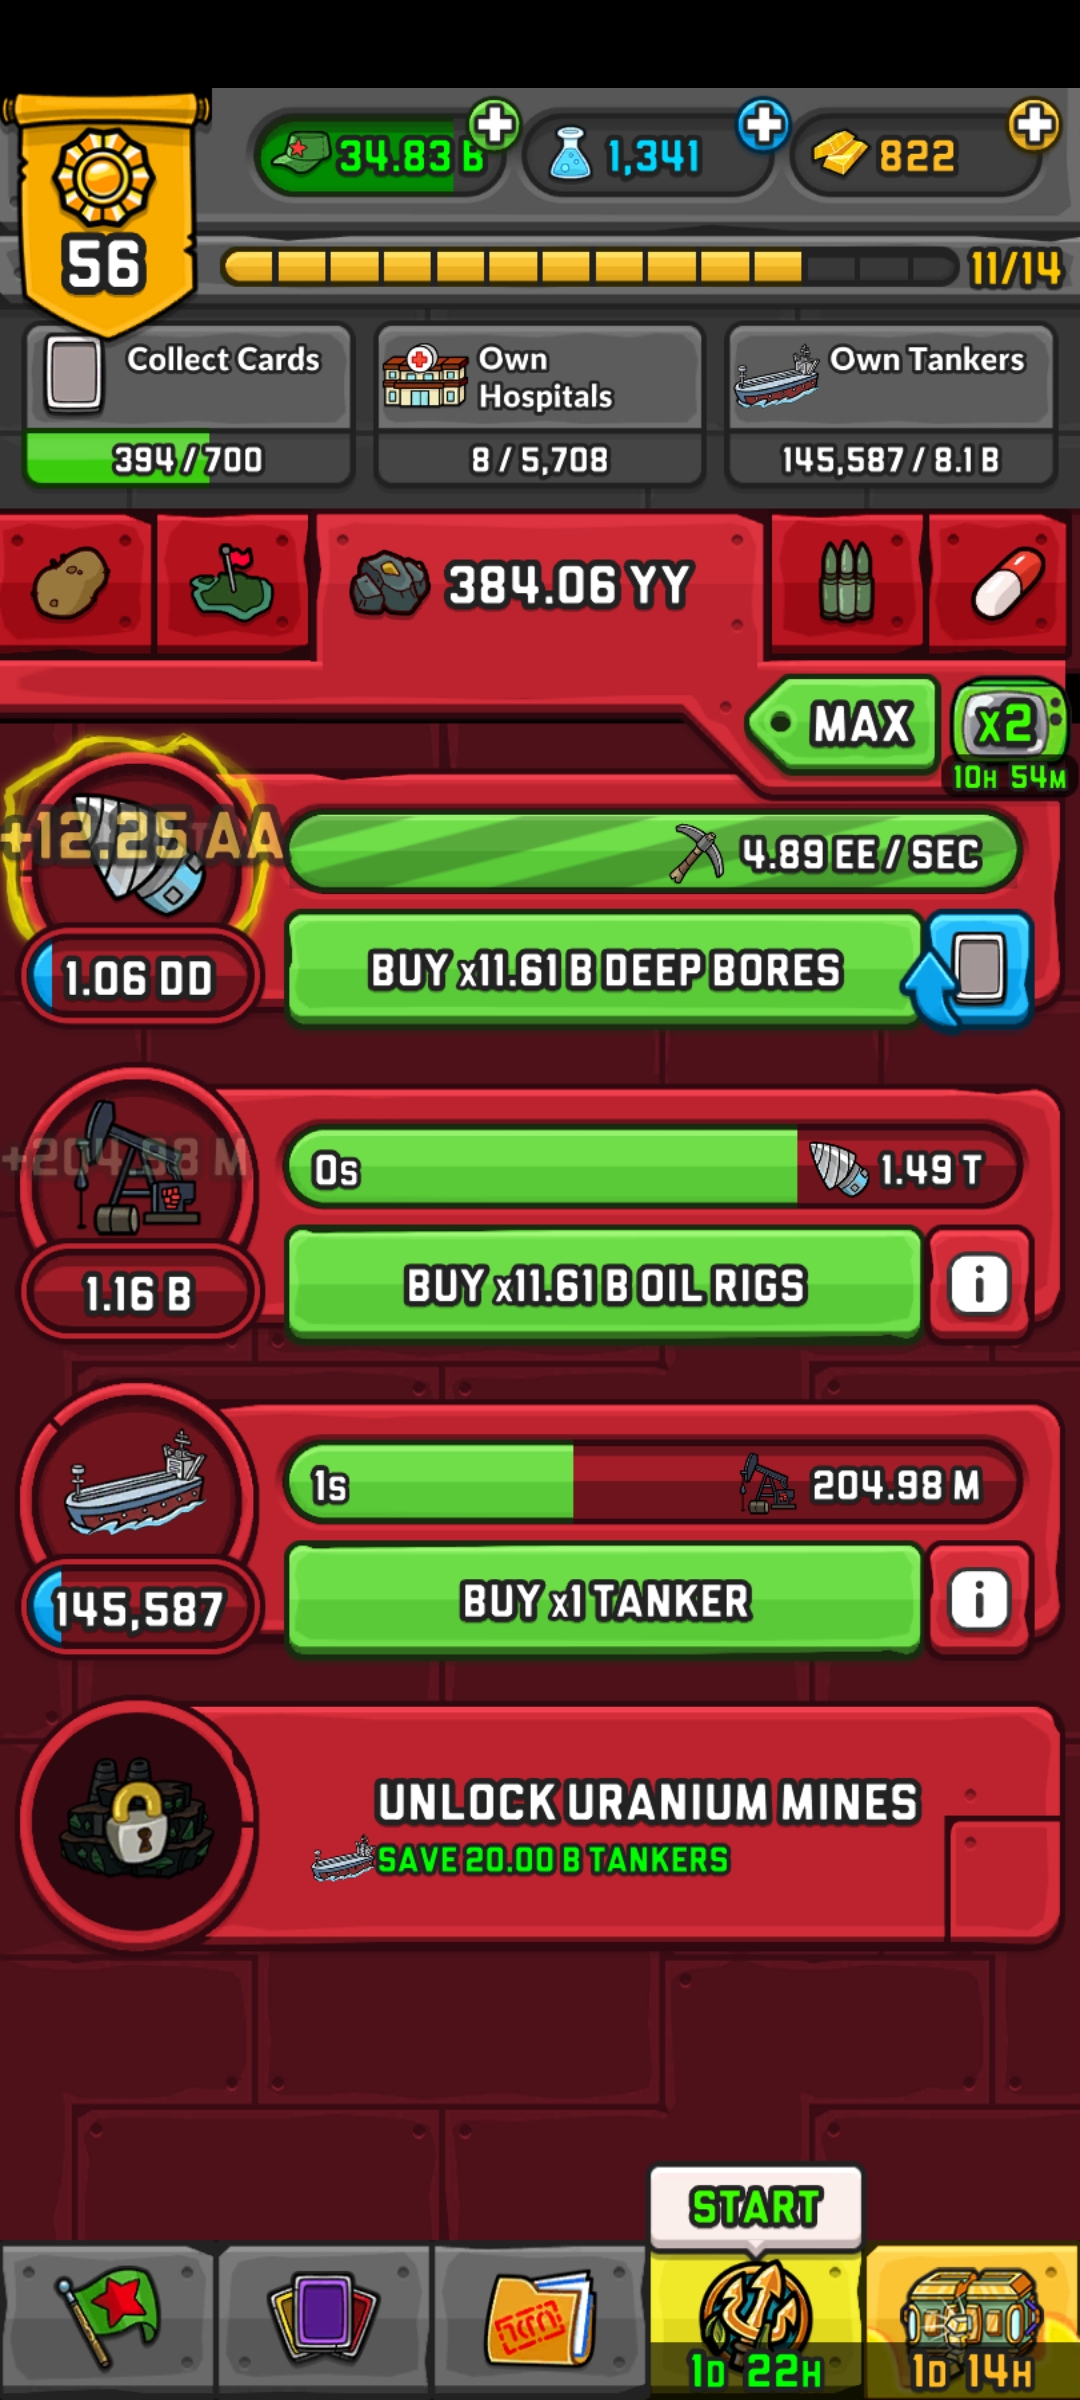 34.83 B
1,341
822
56
11/14
Collect Cards
394 / 700
Own
Hospitals
8 / 5,708
Own Tankers
145,587 / 8.1 B
384.06 YY
MAX
x2
10H 54M
+12.25 AA
4.89 EE / SEC
1.06 DD
BUY x11.61 B DEEP BORES
+204.98 M
0s
1.49 T
1.16 B
BUY x11.61 B OIL RIGS
i
1s
204.98 M
145,587
BUY x1 TANKER
i
UNLOCK URANIUM MINES
SAVE 20.00 B TANKERS
START
1D 22H
1D 14H